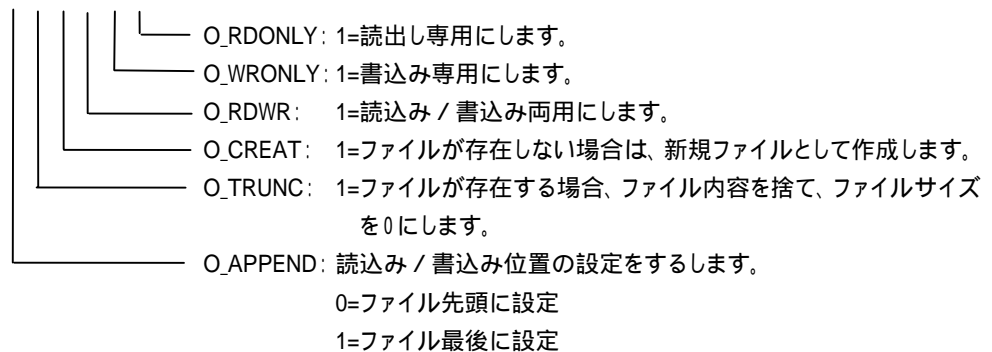 O_RDONLY: 1=読出し専用にします。
O_WRONLY: 1=書込み専用にします。
O_RDWR: 1=読込み / 書込み両用にします。
O_CREAT: 1=ファイルが存在しない場合は、新規ファイルとして作成します。
O_TRUNC: 1=ファイルが存在する場合、ファイル内容を捨て、ファイルサイズ
を0にします。
O_APPEND: 読込み / 書込み位置の設定をするします。
0=ファイル先頭に設定
1=ファイル最後に設定